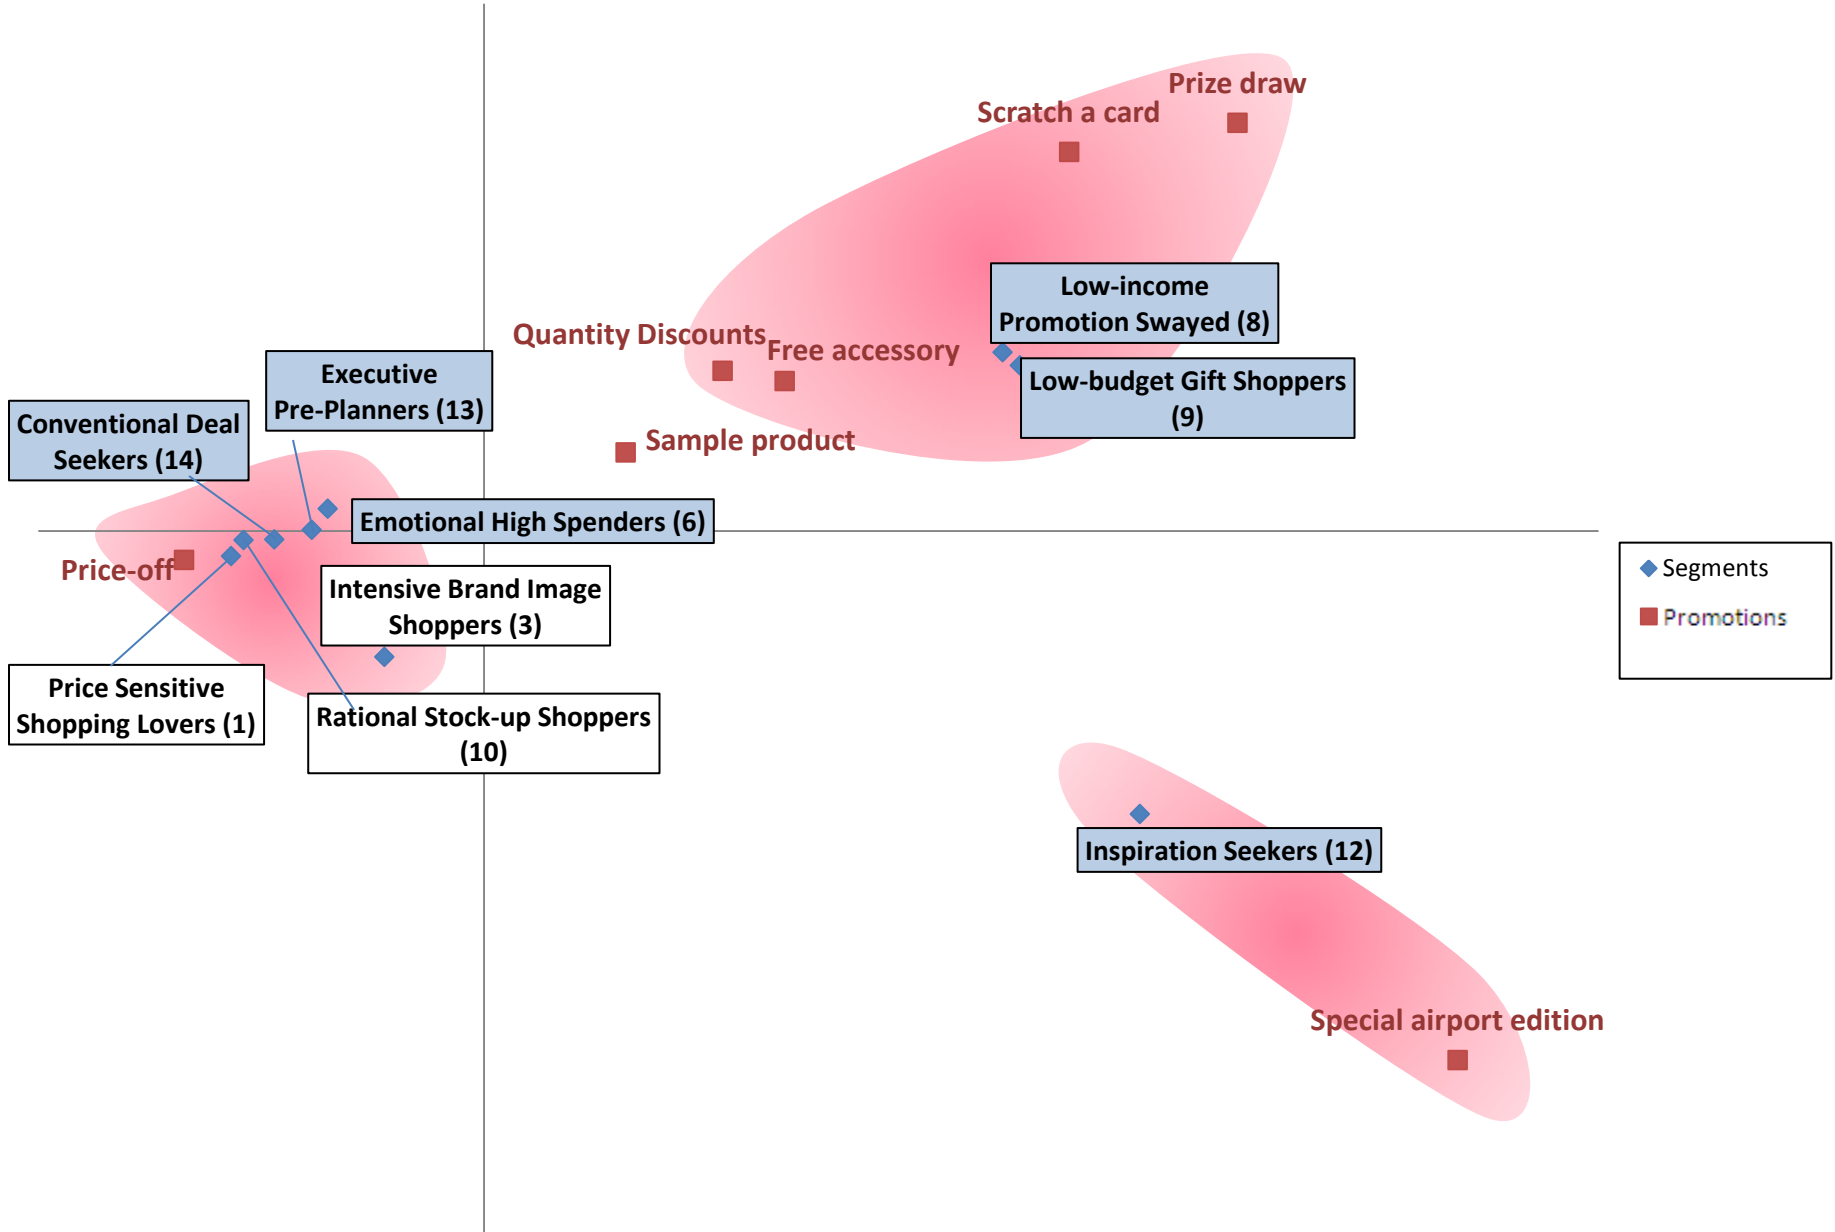 Prize draw
Scratch a card
Low-income
Promotion Swayed (8)
Quantity Discounts
Free accessory
Executive
Pre-Planners (13)
Low-budget Gift Shoppers
(9)
Conventional Deal
Seekers (14)
Sample product
Emotional High Spenders (6)
Price-off
Segments
Intensive Brand Image
Shoppers (3)
Promotions
Price Sensitive
Shopping Lovers (1)
Rational Stock-up Shoppers
(10)
Inspiration Seekers (12)
Special airport edition